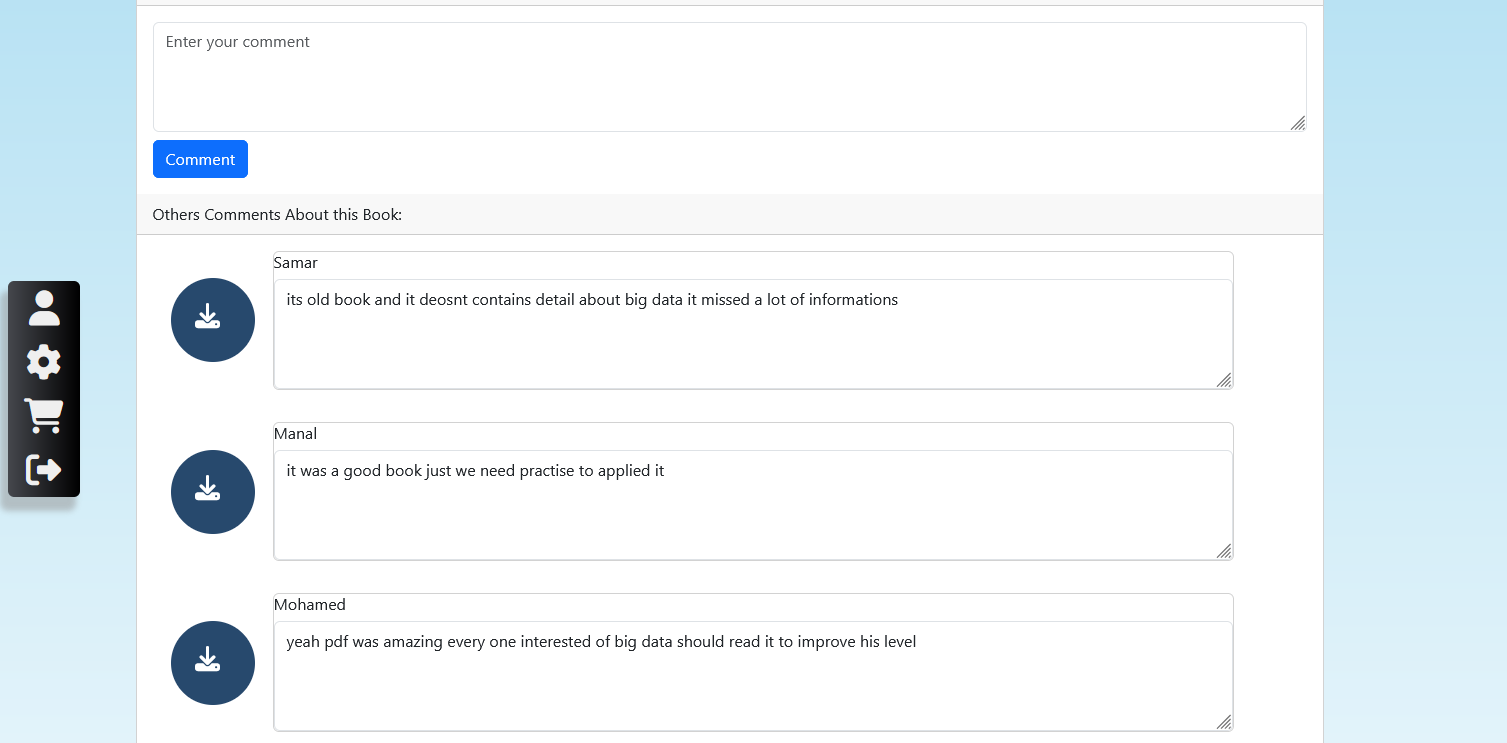 Enter your comment
Comment
Others Comments About this Book:
Samar
its old book and it deosnt contains detail about big data it missed a lot of informations
Manal
it was a good book just we need practise to applied it
Mohamed
yeah pdf was amazing every one interested of big data should read it to improve his level